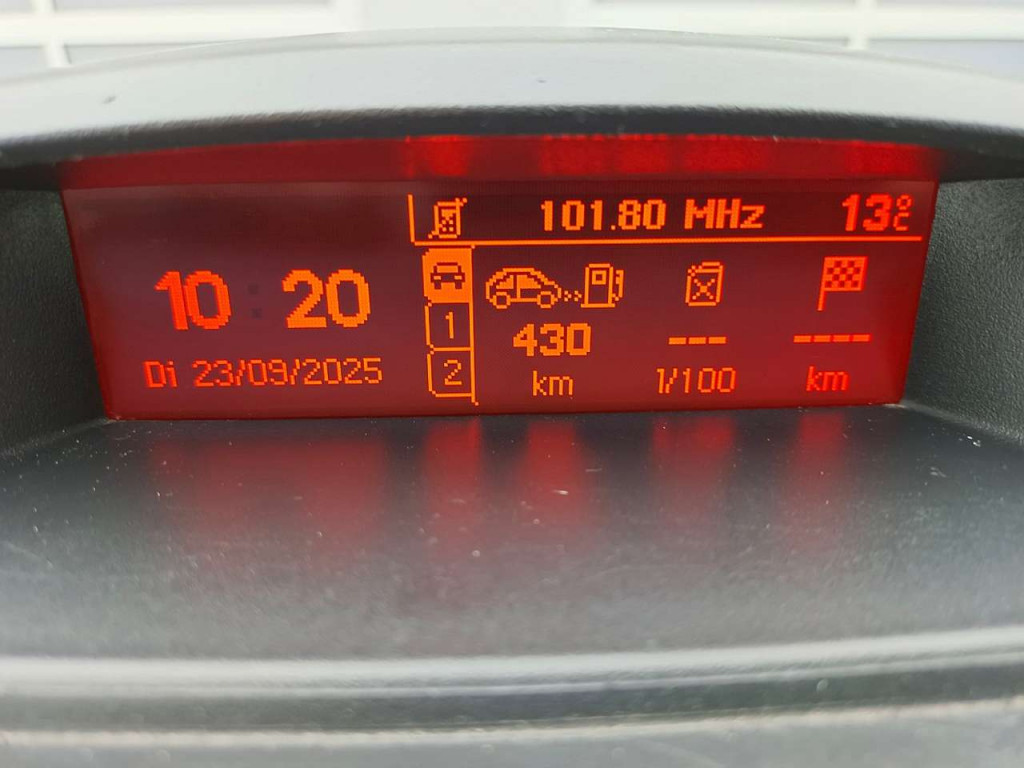 101.80 MHz 13°C
10:20
Di 23/09/2025
1
2
430 --- ----
km l/100 km